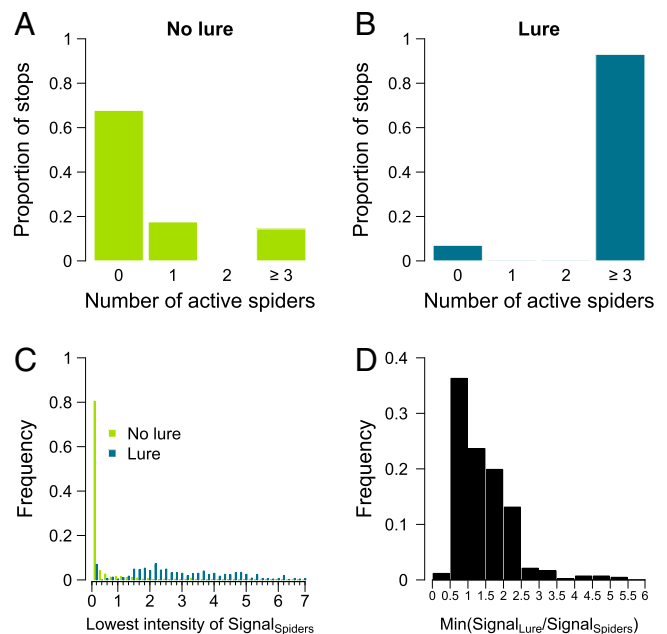 A
No lure
B
Lure
Proportion of stops
1
0.8
0.6
0.4
0.2
0
0 1 2 ≥ 3
Number of active spiders
Proportion of stops
1
0.8
0.6
0.4
0.2
0
0 1 2 ≥ 3
Number of active spiders
C
Frequency
1
0.8
0.6
0.4
0.2
0
No lure
Lure
0 1 2 3 4 5 6 7
Lowest intensity of SignalSpiders
D
Frequency
0.4
0.3
0.2
0.1
0
0 0.5 1 1.5 2 2.5 3 3.5 4 4.5 5 5.5 6
Min(SignalLure/SignalSpiders)